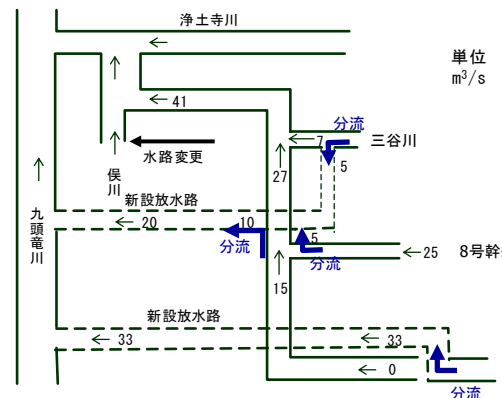 浄土寺川
単位
m³/s
41
分流
7
三谷川
水路変更
5
27
俣川
新設放水路
20
10
5
九頭竜川
分流
分流
25
8号幹
15
新設放水路
33
33
0
分流